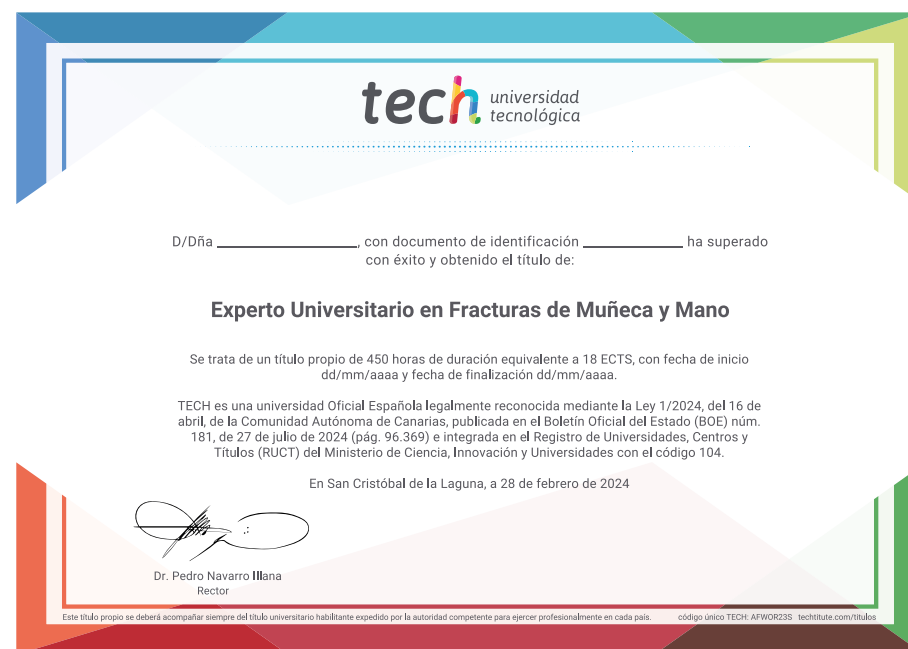 tech universidad
tecnológica
D/Dña ____________________, con documento de identificación ______________ ha superado
con éxito y obtenido el título de:
Experto Universitario en Fracturas de Muñeca y Mano
Se trata de un título propio de 450 horas de duración equivalente a 18 ECTS, con fecha de inicio
dd/mm/aaaa y fecha de finalización dd/mm/aaaa.
TECH es una universidad Oficial Española legalmente reconocida mediante la Ley 1/2024, del 16 de
abril, de la Comunidad Autónoma de Canarias, publicada en el Boletín Oficial del Estado (BOE) núm.
181, de 27 de julio de 2024 (pág. 96.369) e integrada en el Registro de Universidades, Centros y
Títulos (RUCT) del Ministerio de Ciencia, Innovación y Universidades con el código 104.
En San Cristóbal de la Laguna, a 28 de febrero de 2024
Dr. Pedro Navarro Illana
Rector
Este título propio se deberá acompañar siempre del título universitario habilitante expedido por la autoridad competente para ejercer profesionalmente en cada país. código único TECH: AFWOR23S techtitute.com/titulos